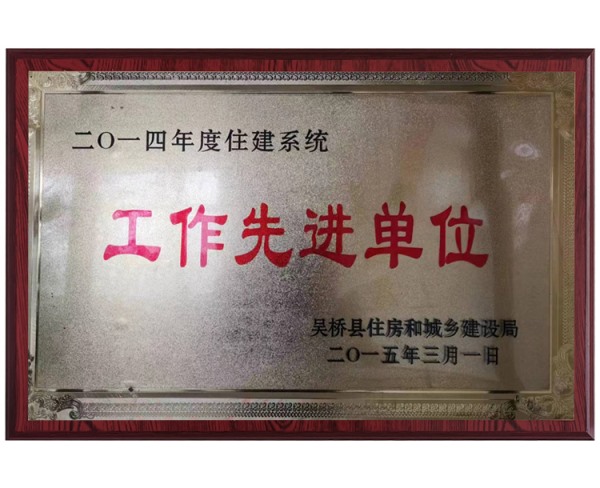 二〇一四年度住建系统
工作先进单位
吴桥县住房和城乡建设局
二〇一五年三月一日